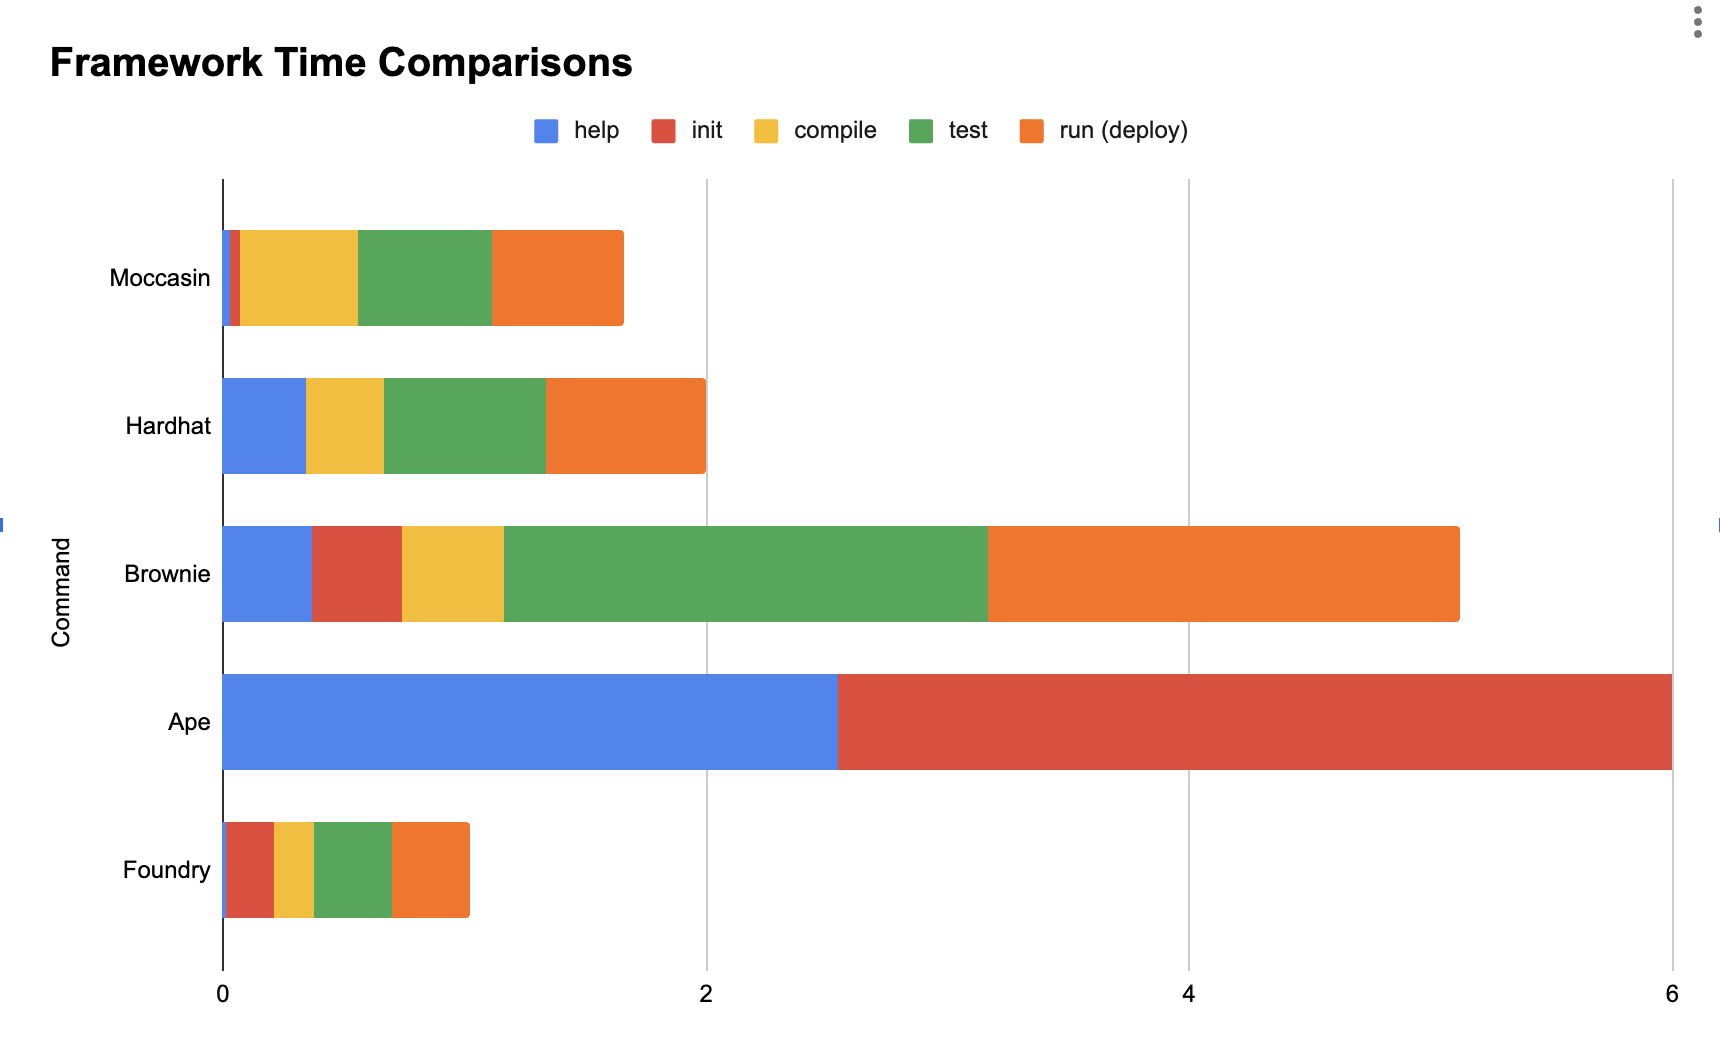 Framework Time Comparisons
help init compile test run (deploy)
Moccasin
Hardhat
Brownie
Ape
Foundry
Command
0 2 4 6